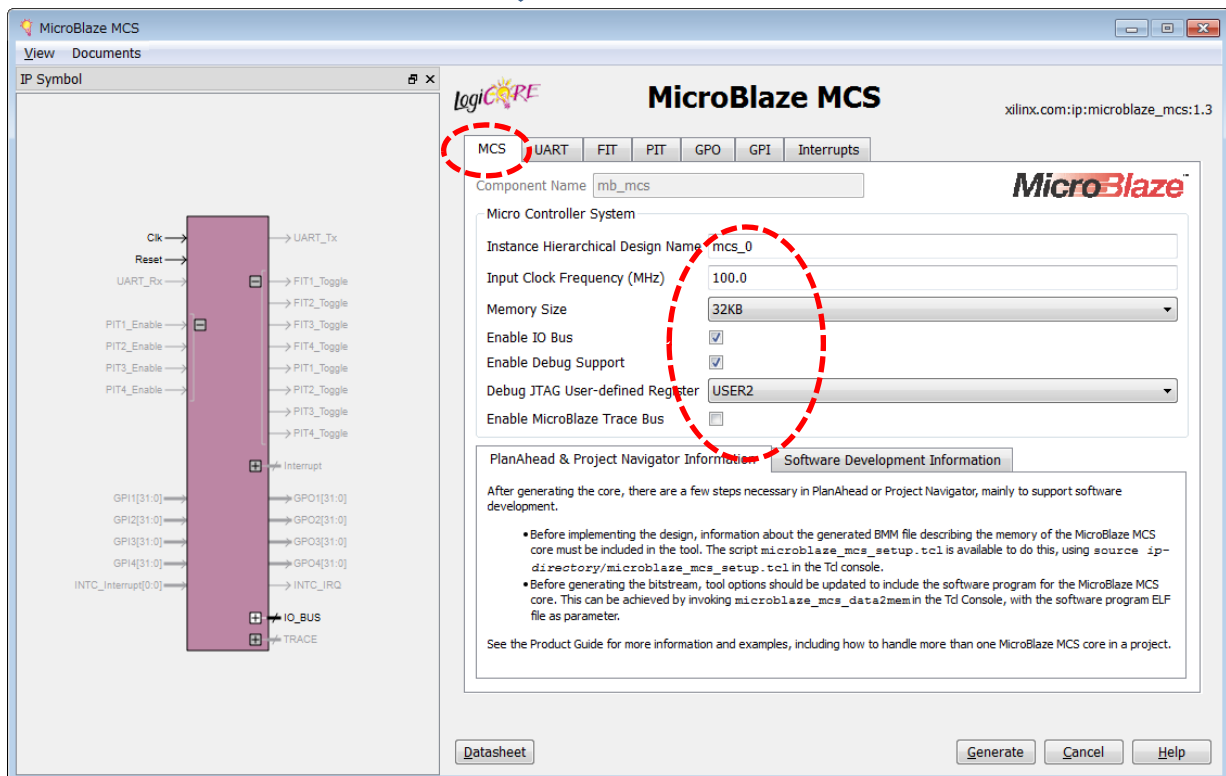 MicroBlaze MCS
View Documents
IP Symbol
Clk
Reset
UART_Rx
PIT1_Enable
PIT2_Enable
PIT3_Enable
PIT4_Enable
GPI1[31:0]
GPI2[31:0]
GPI3[31:0]
GPI4[31:0]
INTC_Interrupt[0:0]
UART_Tx
FIT1_Toggle
FIT2_Toggle
FIT3_Toggle
FIT4_Toggle
PIT1_Toggle
PIT2_Toggle
PIT3_Toggle
PIT4_Toggle
Interrupt
GPO1[31:0]
GPO2[31:0]
GPO3[31:0]
GPO4[31:0]
INTC_IRQ
IO_BUS
TRACE
LogiCORE
MicroBlaze MCS
xilinx.com:ip:microblaze_mcs:1.3
MCS UART FIT PIT GPO GPI Interrupts
Component Name mb_mcs
MicroBlaze
Micro Controller System
Instance Hierarchical Design Name mcs_0
Input Clock Frequency (MHz) 100.0
Memory Size 32KB
Enable IO Bus
Enable Debug Support
Debug JTAG User-defined Register USER2
Enable MicroBlaze Trace Bus
PlanAhead & Project Navigator Information Software Development Information
After generating the core, there are a few steps necessary in PlanAhead or Project Navigator, mainly to support software
development.
• Before implementing the design, information about the generated BMM file describing the memory of the MicroBlaze MCS
core must be included in the tool. The script microblaze_mcs_setup.tcl is available to do this, using source ip-
directory/microblaze_mcs_setup.tcl in the Tcl console.
• Before generating the bitstream, tool options should be updated to include the software program for the MicroBlaze MCS
core. This can be achieved by invoking microblaze_mcs_data2mem in the Tcl Console, with the software program ELF
file as parameter.
See the Product Guide for more information and examples, including how to handle more than one MicroBlaze MCS core in a project.
Datasheet
Generate Cancel Help